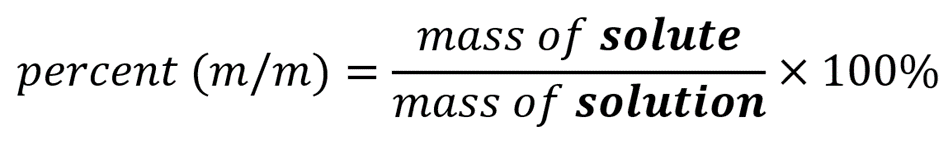 percent (m/m) = mass of solute / mass of solution × 100%